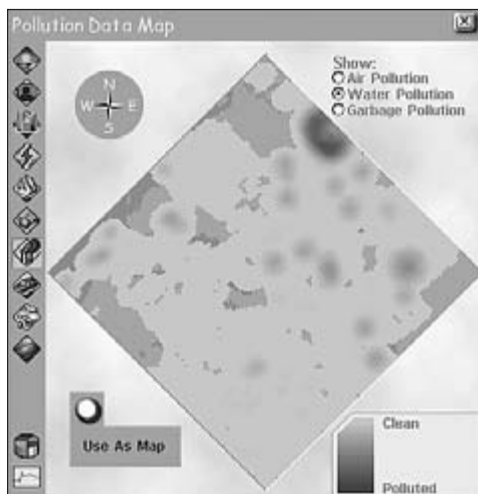 Pollution Data Map
Show:
Air Pollution
Water Pollution
Garbage Pollution
N
W E
S
Use As Map
Clean
Polluted